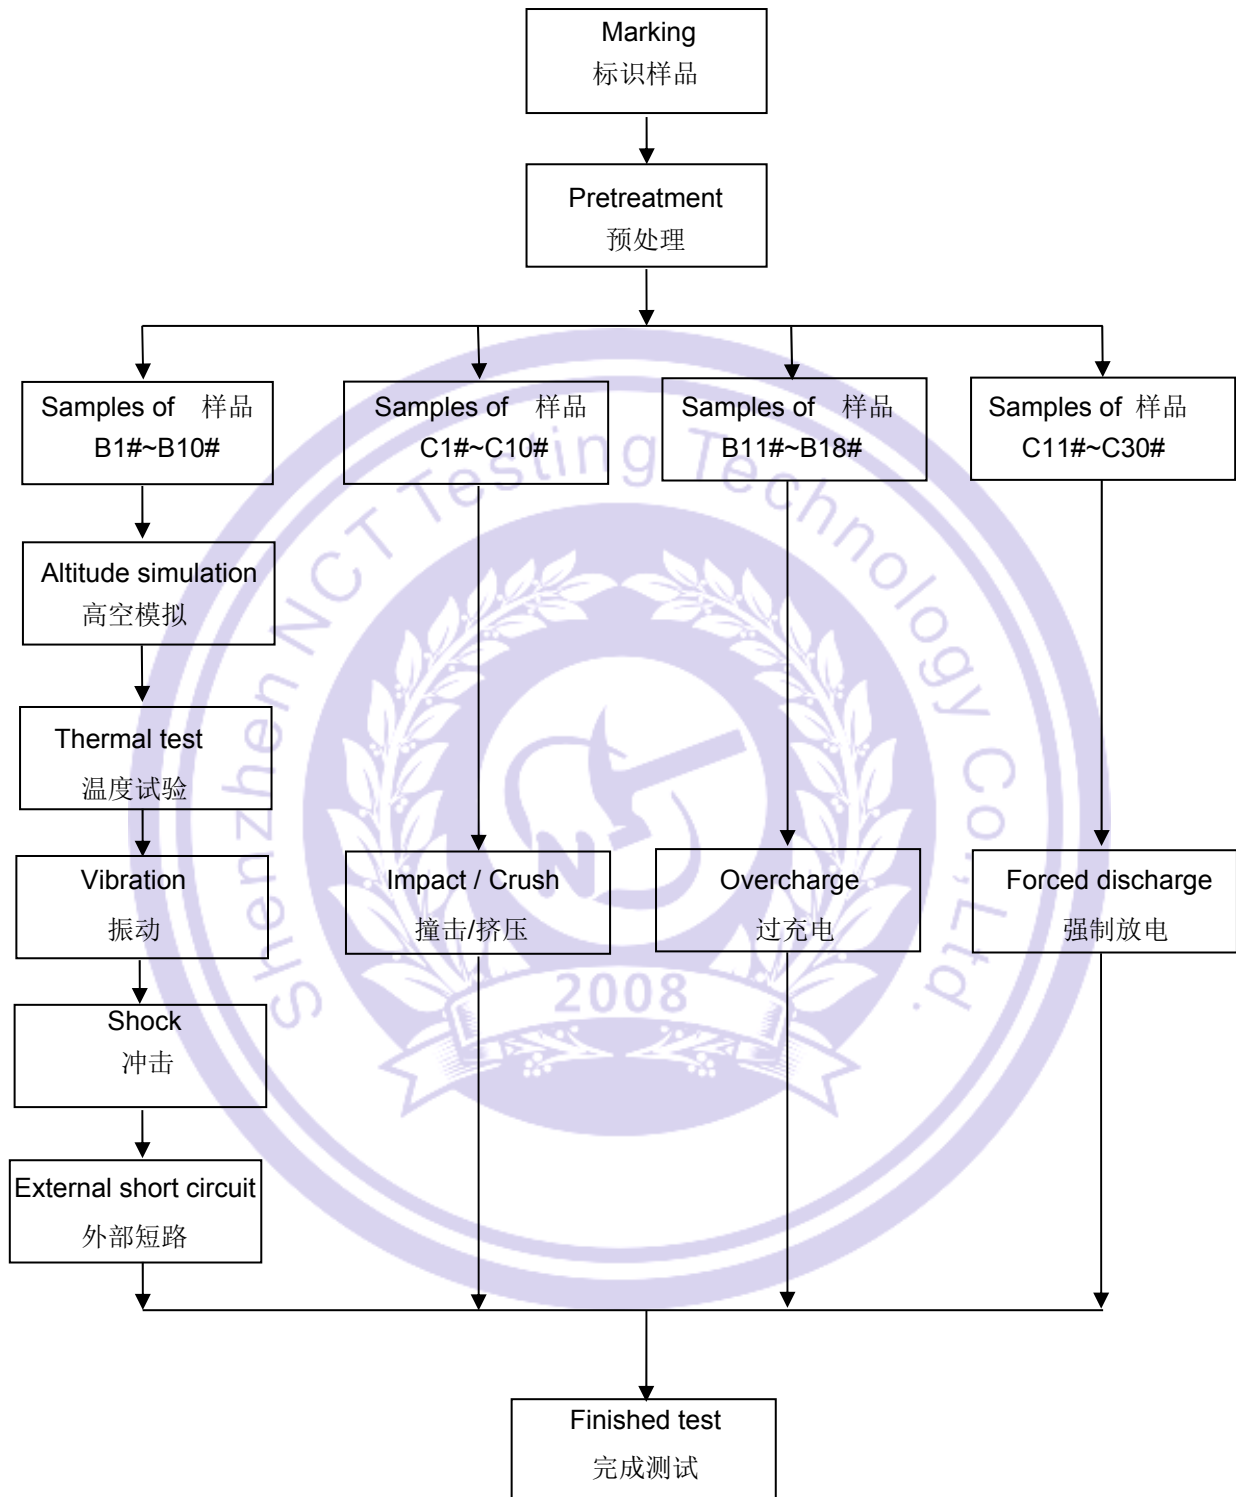 Marking
标识样品
Pretreatment
预处理
Samples of 样品
B1#~B10#
Samples of 样品
C1#~C10#
Samples of 样品
B11#~B18#
Samples of 样品
C11#~C30#
Altitude simulation
高空模拟
Thermal test
温度试验
Vibration
振动
Impact / Crush
撞击/挤压
Overcharge
过充电
Forced discharge
强制放电
Shock
冲击
External short circuit
外部短路
Finished test
完成测试
Shenzhen NCT Testing Technology Co.,Ltd.
2008